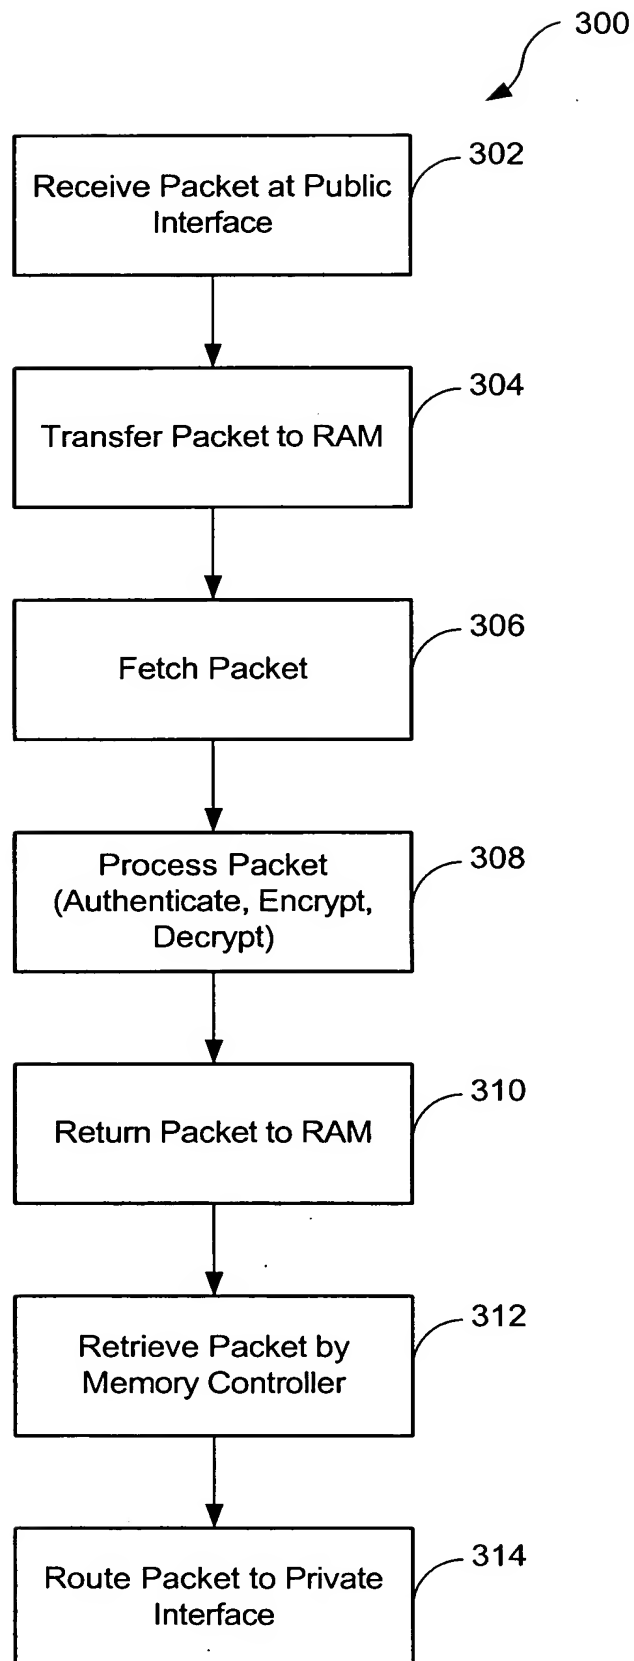 300
302
Receive Packet at Public
Interface
304
Transfer Packet to RAM
306
Fetch Packet
308
Process Packet
(Authenticate, Encrypt,
Decrypt)
310
Return Packet to RAM
312
Retrieve Packet by
Memory Controller
314
Route Packet to Private
Interface